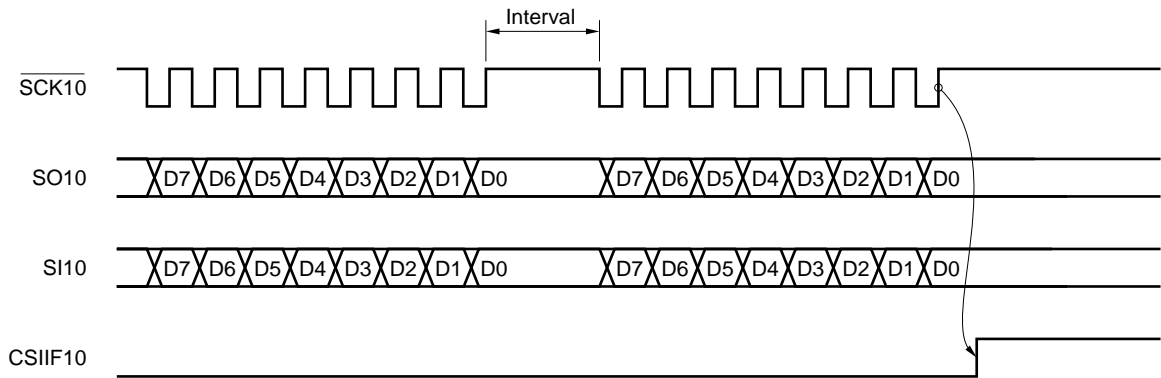 Interval
SCK10
SO10 D7 D6 D5 D4 D3 D2 D1 D0 D7 D6 D5 D4 D3 D2 D1 D0
SI10 D7 D6 D5 D4 D3 D2 D1 D0 D7 D6 D5 D4 D3 D2 D1 D0
CSIIF10